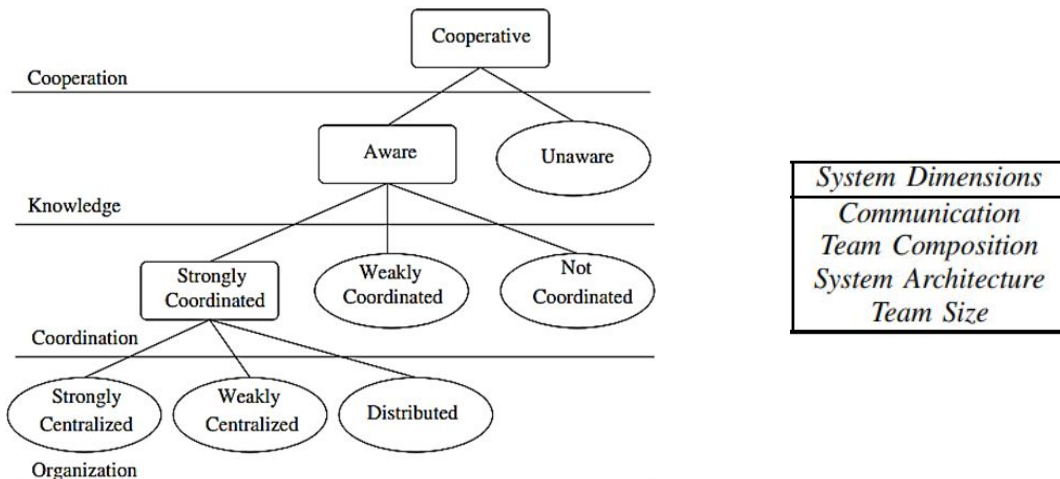 Cooperative
Cooperation
Aware
Unaware
Knowledge
Strongly
Coordinated
Weakly
Coordinated
Not
Coordinated
Coordination
Strongly
Centralized
Weakly
Centralized
Distributed
Organization
System Dimensions
Communication
Team Composition
System Architecture
Team Size